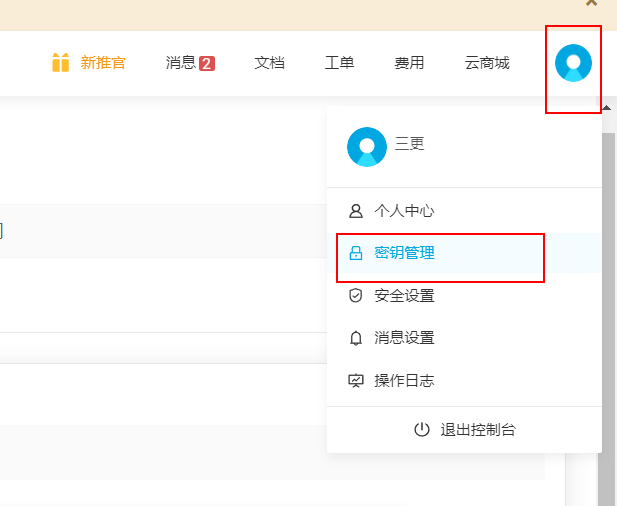 新推官 消息 2 文档 工单 费用 云商城
三更
个人中心
密钥管理
安全设置
消息设置
操作日志
退出控制台